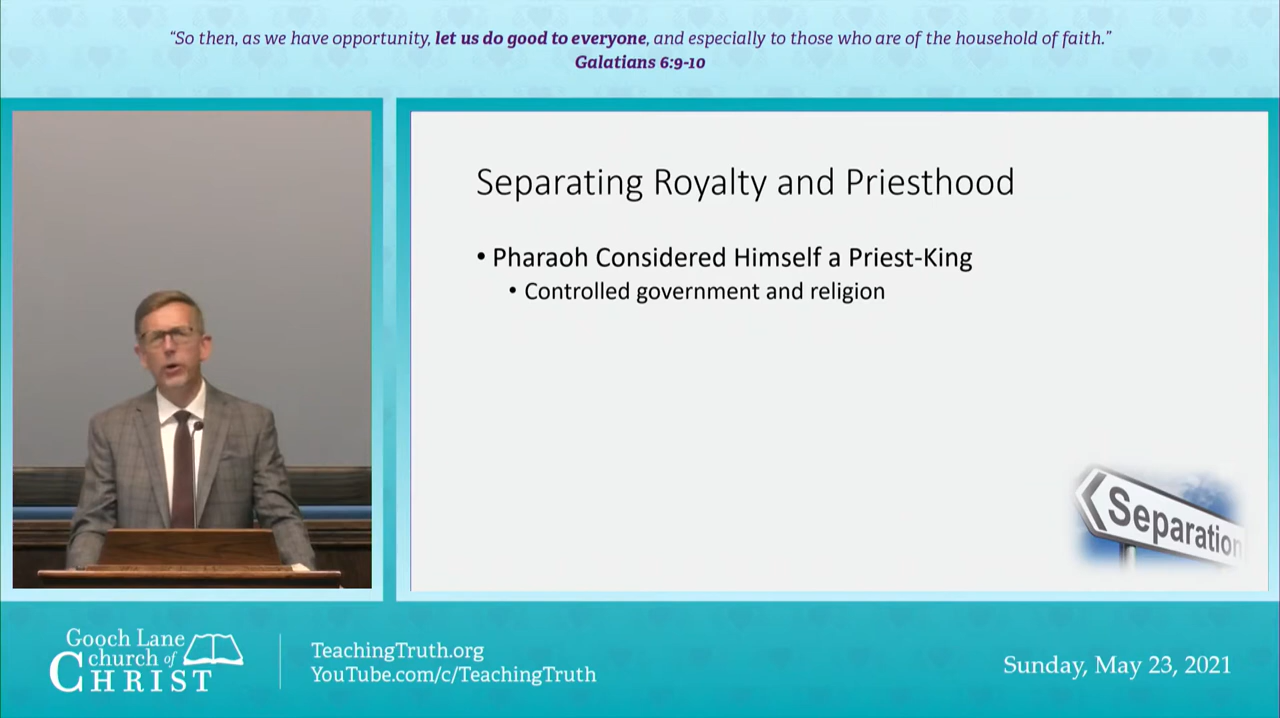 “So then, as we have opportunity, let us do good to everyone, and especially to those who are of the household of faith.”
Galatians 6:9-10
Separating Royalty and Priesthood
• Pharaoh Considered Himself a Priest-King
• Controlled government and religion
Separation
Gooch Lane
church of
CHRIST
TeachingTruth.org
YouTube.com/c/TeachingTruth
Sunday, May 23, 2021